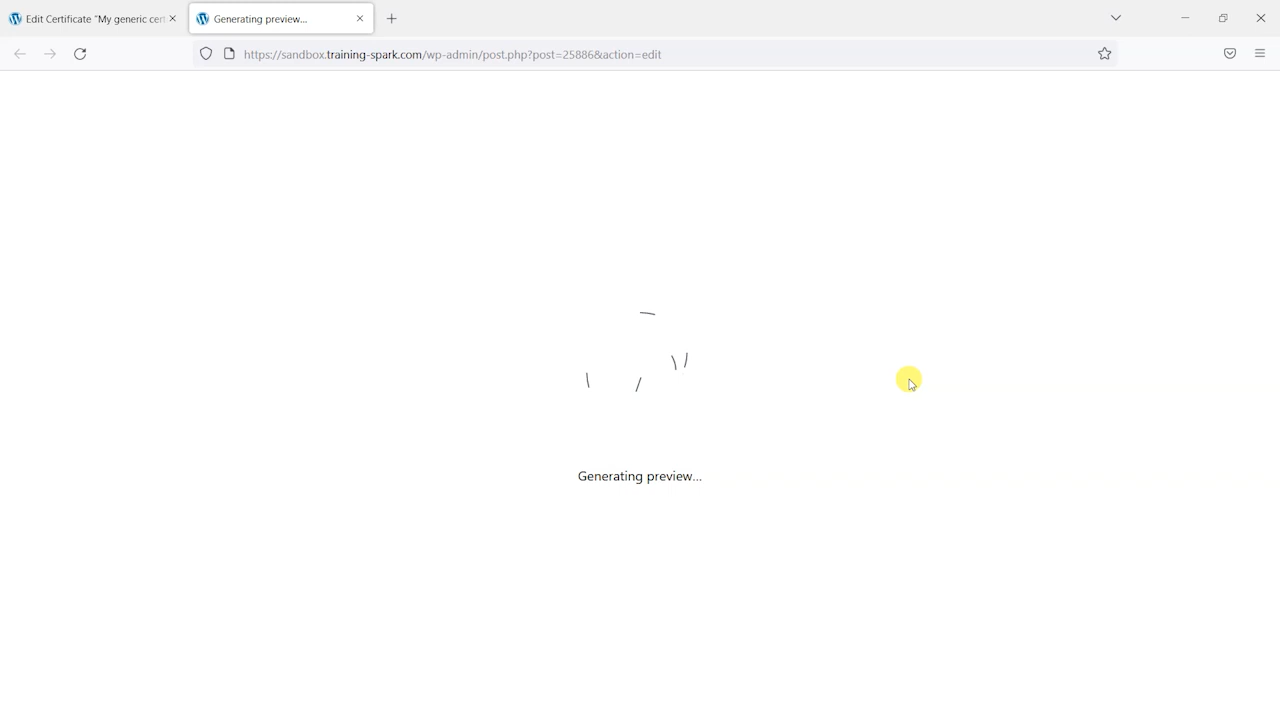 Edit Certificate "My generic cert
Generating preview...
https://sandbox.training-spark.com/wp-admin/post.php?post=25886&action=edit
Generating preview...